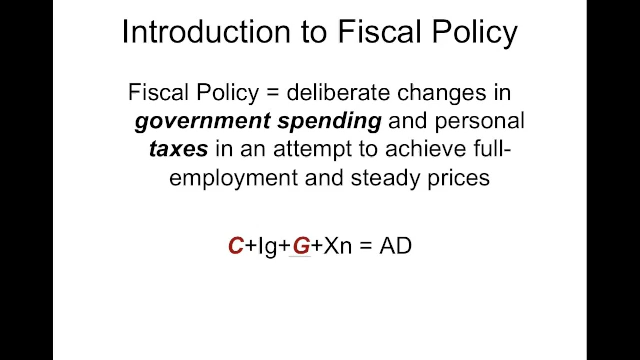 Introduction to Fiscal Policy
Fiscal Policy = deliberate changes in
government spending and personal
taxes in an attempt to achieve full-
employment and steady prices
C+Ig+G+Xn = AD